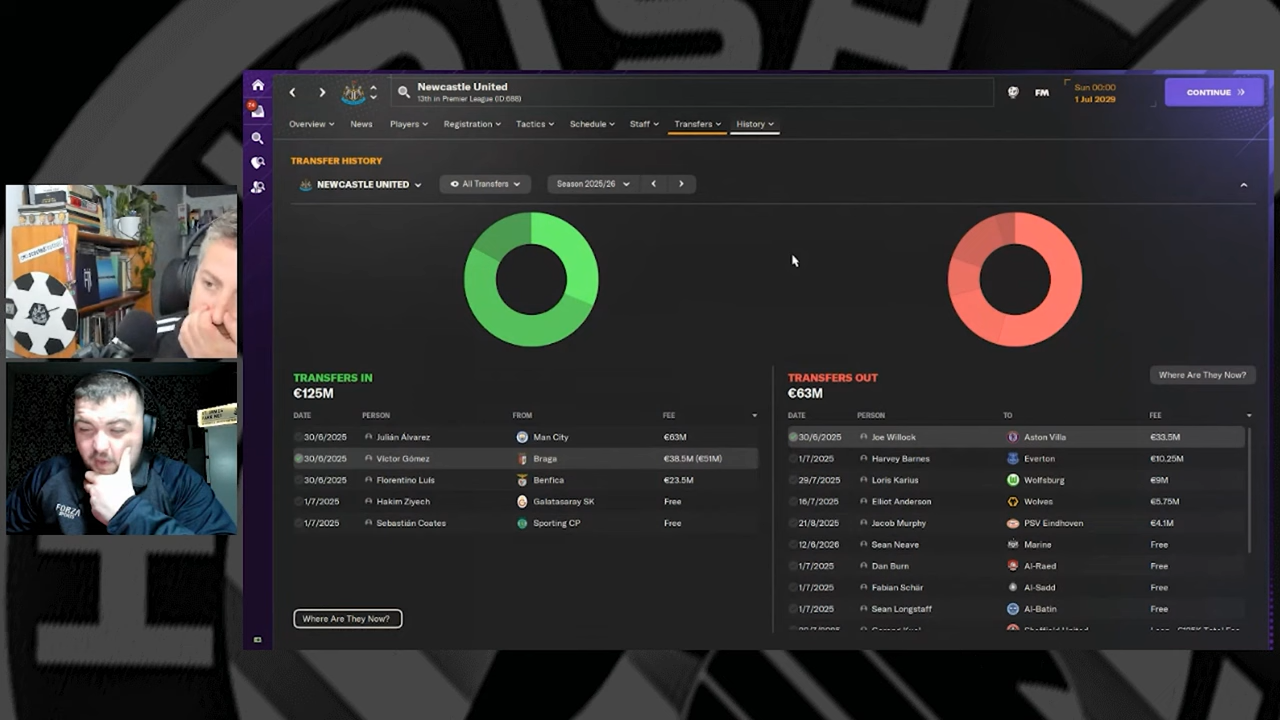 Newcastle United
13th in Premier League (ID:688)
FM
Sun 00:00
1 Jul 2029
CONTINUE
Overview
News
Players
Registration
Tactics
Schedule
Staff
Transfers
History
TRANSFER HISTORY
NEWCASTLE UNITED
All Transfers
Season 2025/26
TRANSFERS IN
€125M
DATE PERSON FROM FEE
30/6/2025 Julián Álvarez Man City €63M
30/6/2025 Víctor Gómez Braga €38.5M (€51M)
30/6/2025 Florentino Luís Benfica €23.5M
1/7/2025 Hakim Ziyech Galatasaray SK Free
1/7/2025 Sebastián Coates Sporting CP Free
Where Are They Now?
TRANSFERS OUT
€63M
Where Are They Now?
DATE PERSON TO FEE
30/6/2025 Joe Willock Aston Villa €33.5M
1/7/2025 Harvey Barnes Everton €10.25M
29/7/2025 Loris Karius Wolfsburg €9M
16/7/2025 Elliot Anderson Wolves €5.75M
21/8/2025 Jacob Murphy PSV Eindhoven €4.1M
12/6/2026 Sean Neave Marine Free
1/7/2025 Dan Burn Al-Raed Free
1/7/2025 Fabian Schär Al-Sadd Free
1/7/2025 Sean Longstaff Al-Batin Free
FORZA